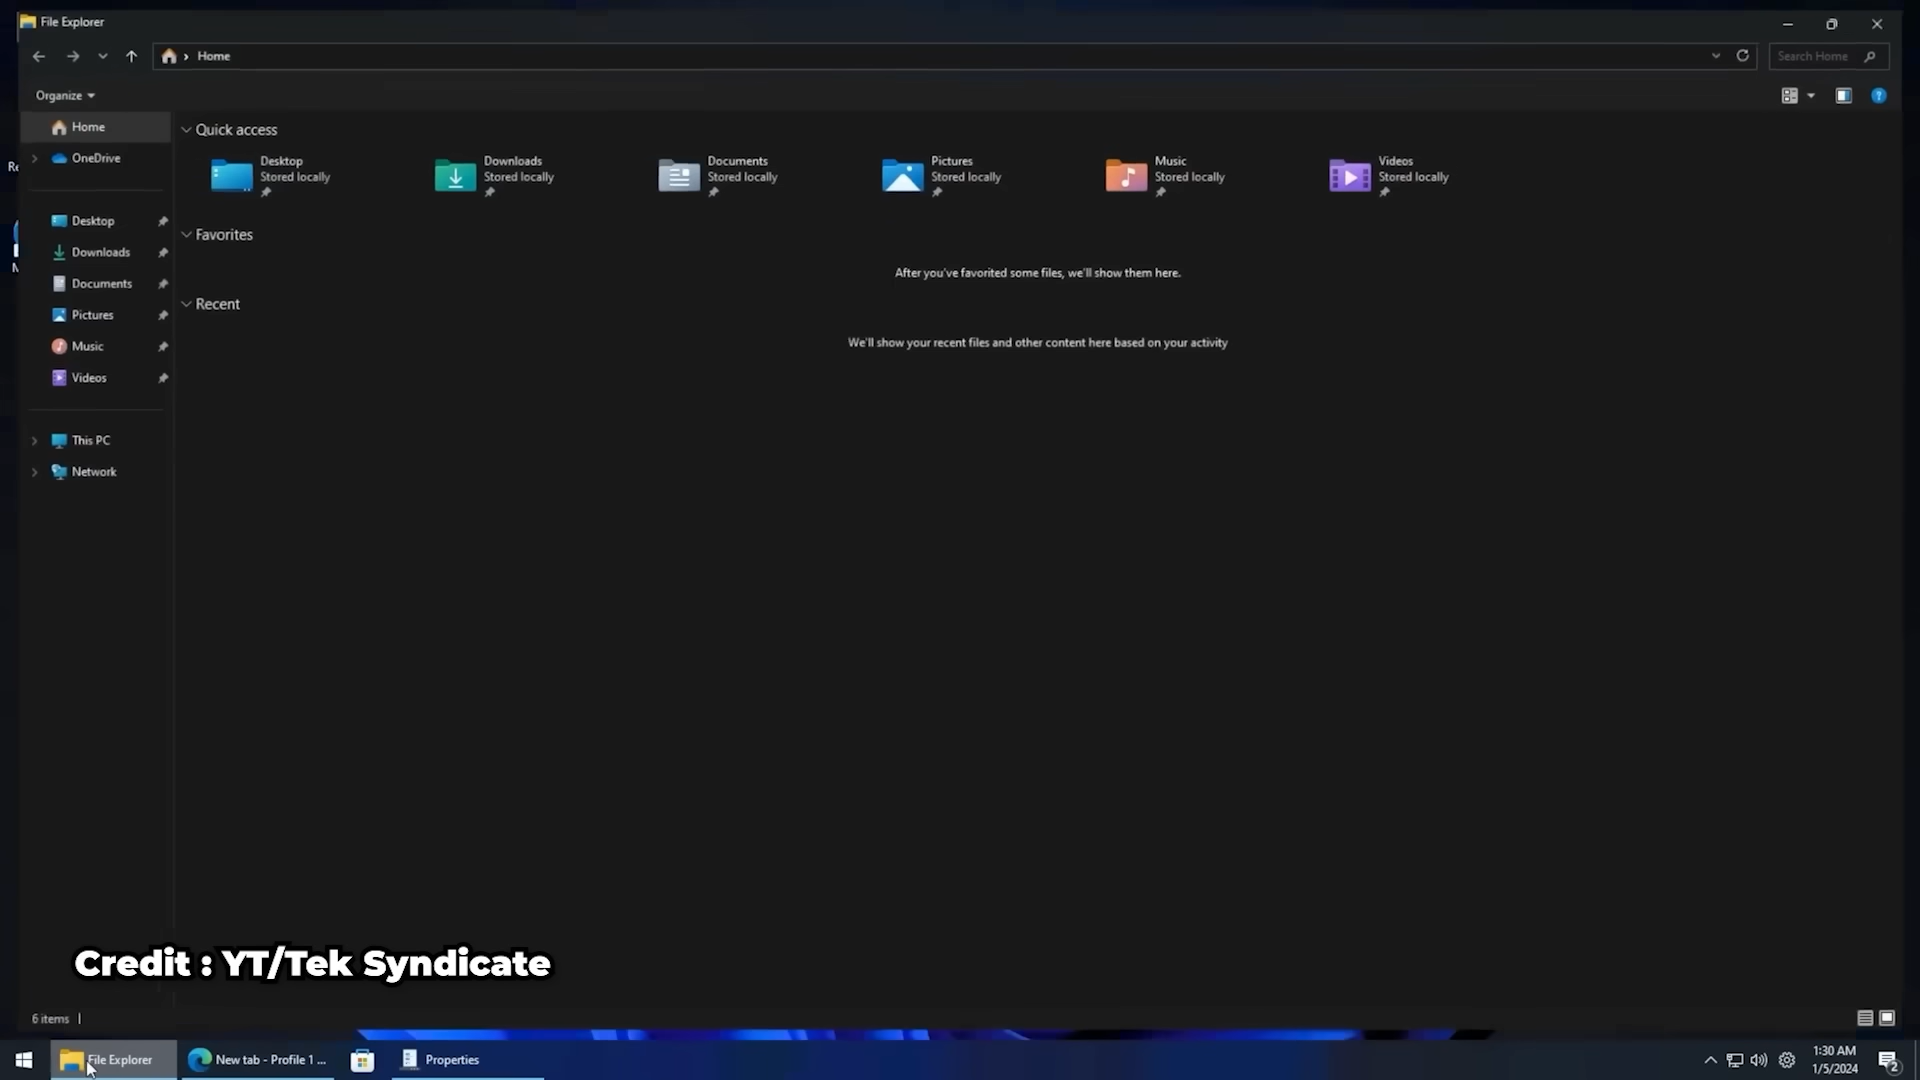 File Explorer
Home
Search Home
Organize
Home
OneDrive
Desktop
Downloads
Documents
Pictures
Music
Videos
This PC
Network
Quick access
Desktop
Stored locally
Downloads
Stored locally
Documents
Stored locally
Pictures
Stored locally
Music
Stored locally
Videos
Stored locally
Favorites
After you've favorited some files, we'll show them here.
Recent
We'll show your recent files and other content here based on your activity
Re
M
Credit : YT/Tek Syndicate
6 items
File Explorer
New tab - Profile 1 ...
Properties
1:30 AM
1/5/2024
2